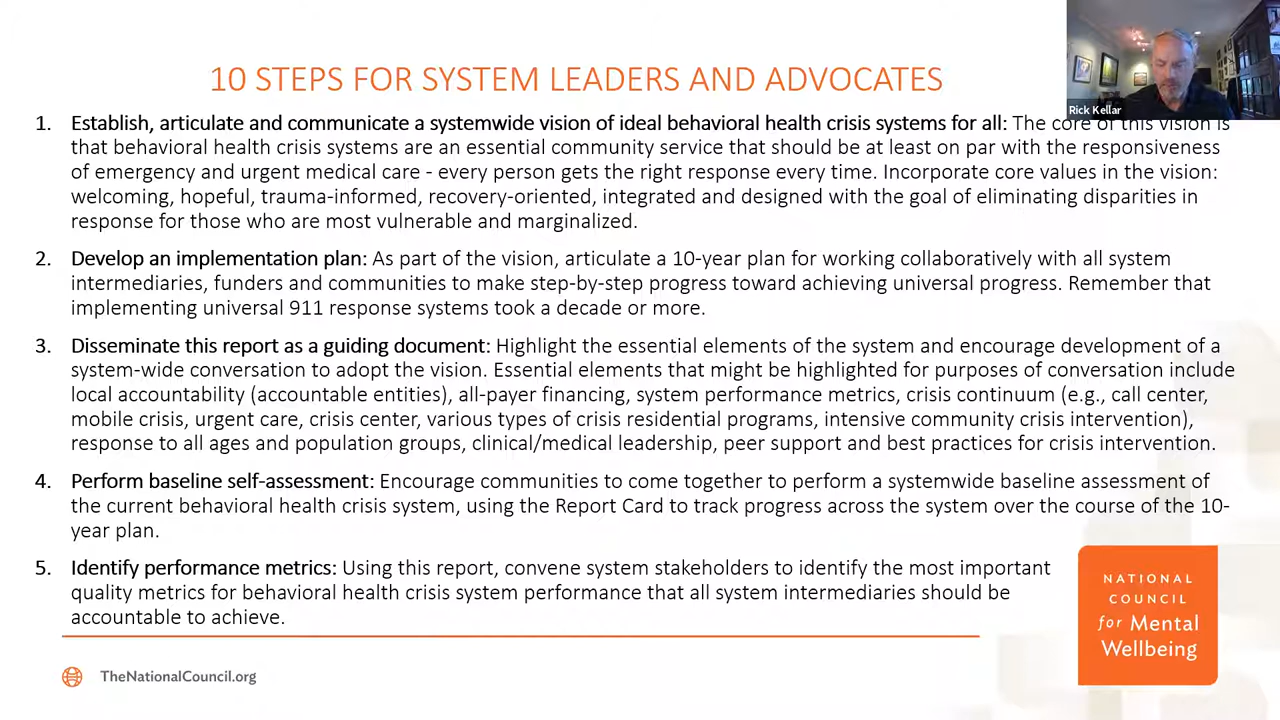 Rick Kellar
10 STEPS FOR SYSTEM LEADERS AND ADVOCATES
1. Establish, articulate and communicate a systemwide vision of ideal behavioral health crisis systems for all: The core of this vision is
that behavioral health crisis systems are an essential community service that should be at least on par with the responsiveness
of emergency and urgent medical care - every person gets the right response every time. Incorporate core values in the vision:
welcoming, hopeful, trauma-informed, recovery-oriented, integrated and designed with the goal of eliminating disparities in
response for those who are most vulnerable and marginalized.
2. Develop an implementation plan: As part of the vision, articulate a 10-year plan for working collaboratively with all system
intermediaries, funders and communities to make step-by-step progress toward achieving universal progress. Remember that
implementing universal 911 response systems took a decade or more.
3. Disseminate this report as a guiding document: Highlight the essential elements of the system and encourage development of a
system-wide conversation to adopt the vision. Essential elements that might be highlighted for purposes of conversation include
local accountability (accountable entities), all-payer financing, system performance metrics, crisis continuum (e.g., call center,
mobile crisis, urgent care, crisis center, various types of crisis residential programs, intensive community crisis intervention),
response to all ages and population groups, clinical/medical leadership, peer support and best practices for crisis intervention.
4. Perform baseline self-assessment: Encourage communities to come together to perform a systemwide baseline assessment of
the current behavioral health crisis system, using the Report Card to track progress across the system over the course of the 10-
year plan.
5. Identify performance metrics: Using this report, convene system stakeholders to identify the most important
quality metrics for behavioral health crisis system performance that all system intermediaries should be
accountable to achieve.
NATIONAL
COUNCIL
for Mental
Wellbeing
TheNationalCouncil.org